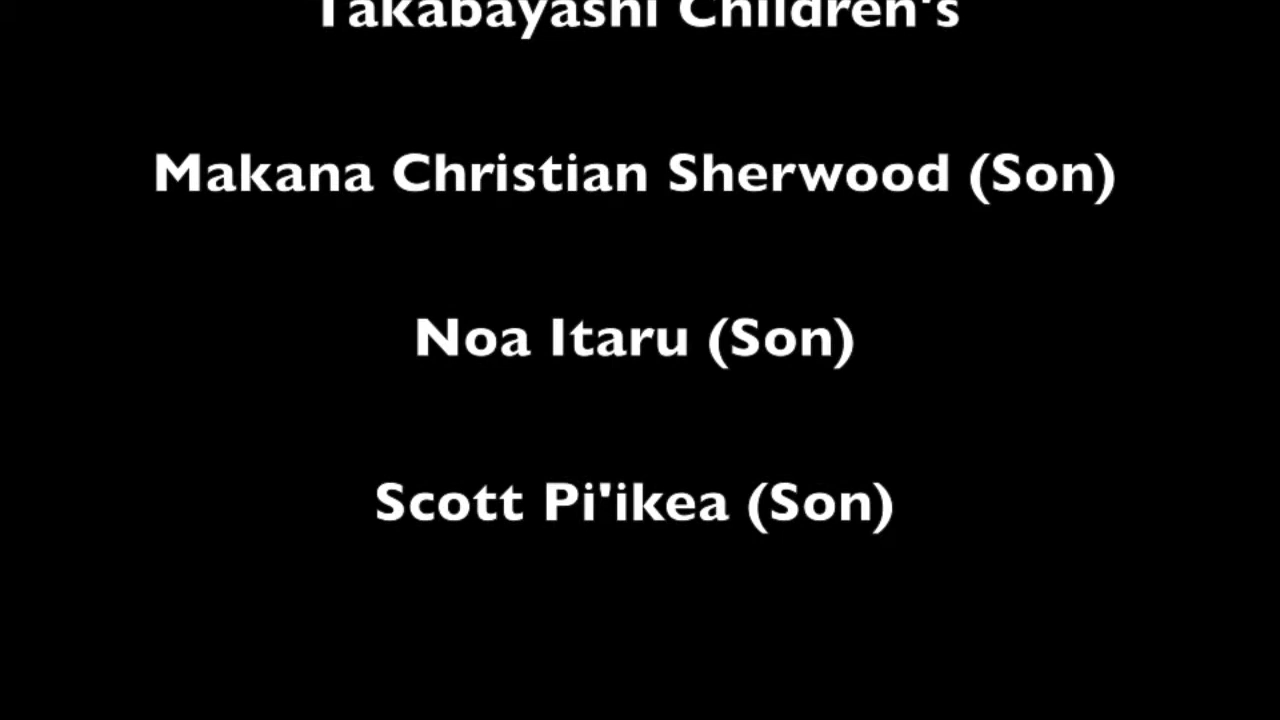 Takabayashi Children's
Makana Christian Sherwood (Son)
Noa Itaru (Son)
Scott Pi'ikea (Son)